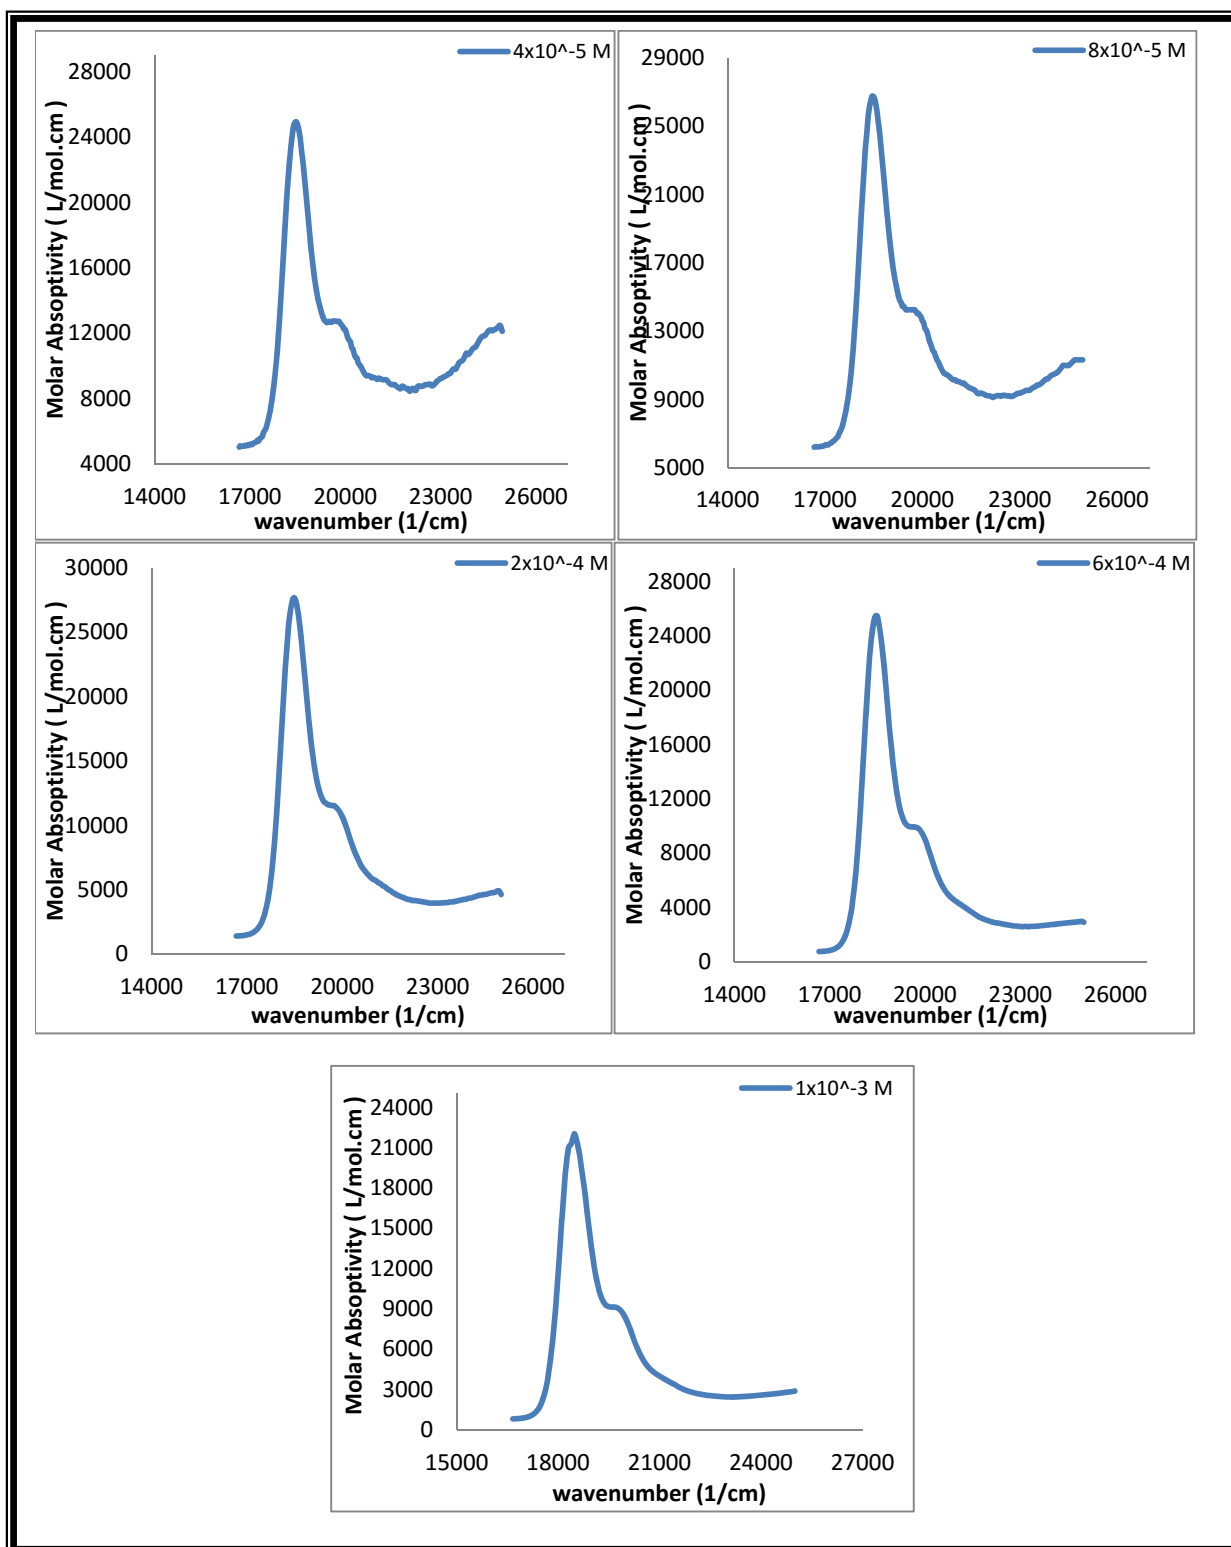 4x10^-5 M
Molar Absoptivity ( L/mol.cm )
28000
24000
20000
16000
12000
8000
4000
14000 17000 20000 23000 26000
wavenumber (1/cm)
8x10^-5 M
Molar Absoptivity ( L/mol.cm )
29000
25000
21000
17000
13000
9000
5000
14000 17000 20000 23000 26000
wavenumber (1/cm)
2x10^-4 M
Molar Absoptivity ( L/mol.cm )
30000
25000
20000
15000
10000
5000
0
14000 17000 20000 23000 26000
wavenumber (1/cm)
6x10^-4 M
Molar Absoptivity ( L/mol.cm )
28000
24000
20000
16000
12000
8000
4000
0
14000 17000 20000 23000 26000
wavenumber (1/cm)
1x10^-3 M
Molar Absoptivity ( L/mol.cm )
24000
21000
18000
15000
12000
9000
6000
3000
0
15000 18000 21000 24000 27000
wavenumber (1/cm)